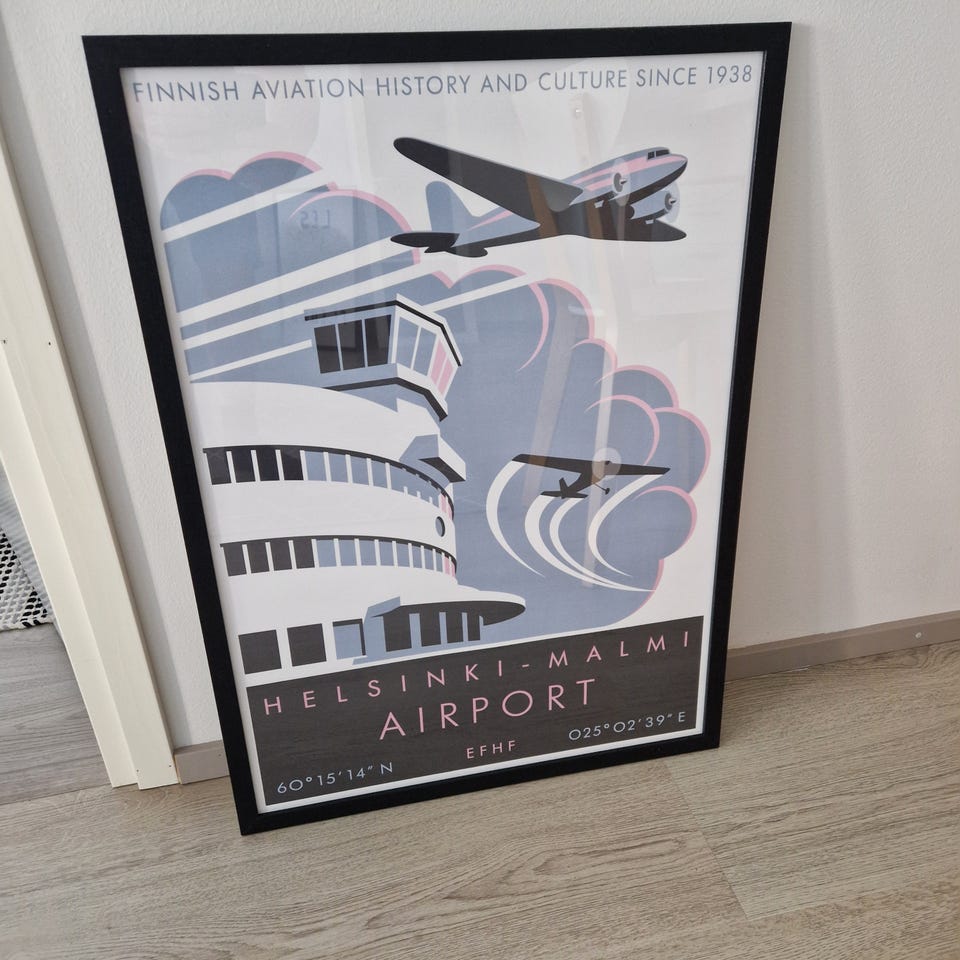 FINNISH AVIATION HISTORY AND CULTURE SINCE 1938
HELSINKI-MALMI
AIRPORT
EFHF
60°15'14" N
025°02'39" E